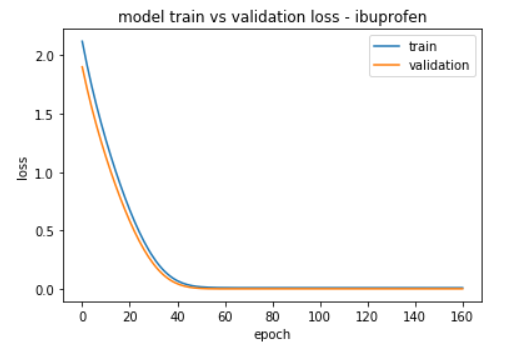 model train vs validation loss - ibuprofen
train
validation
2.0
1.5
1.0
0.5
0.0
loss
0 20 40 60 80 100 120 140 160
epoch